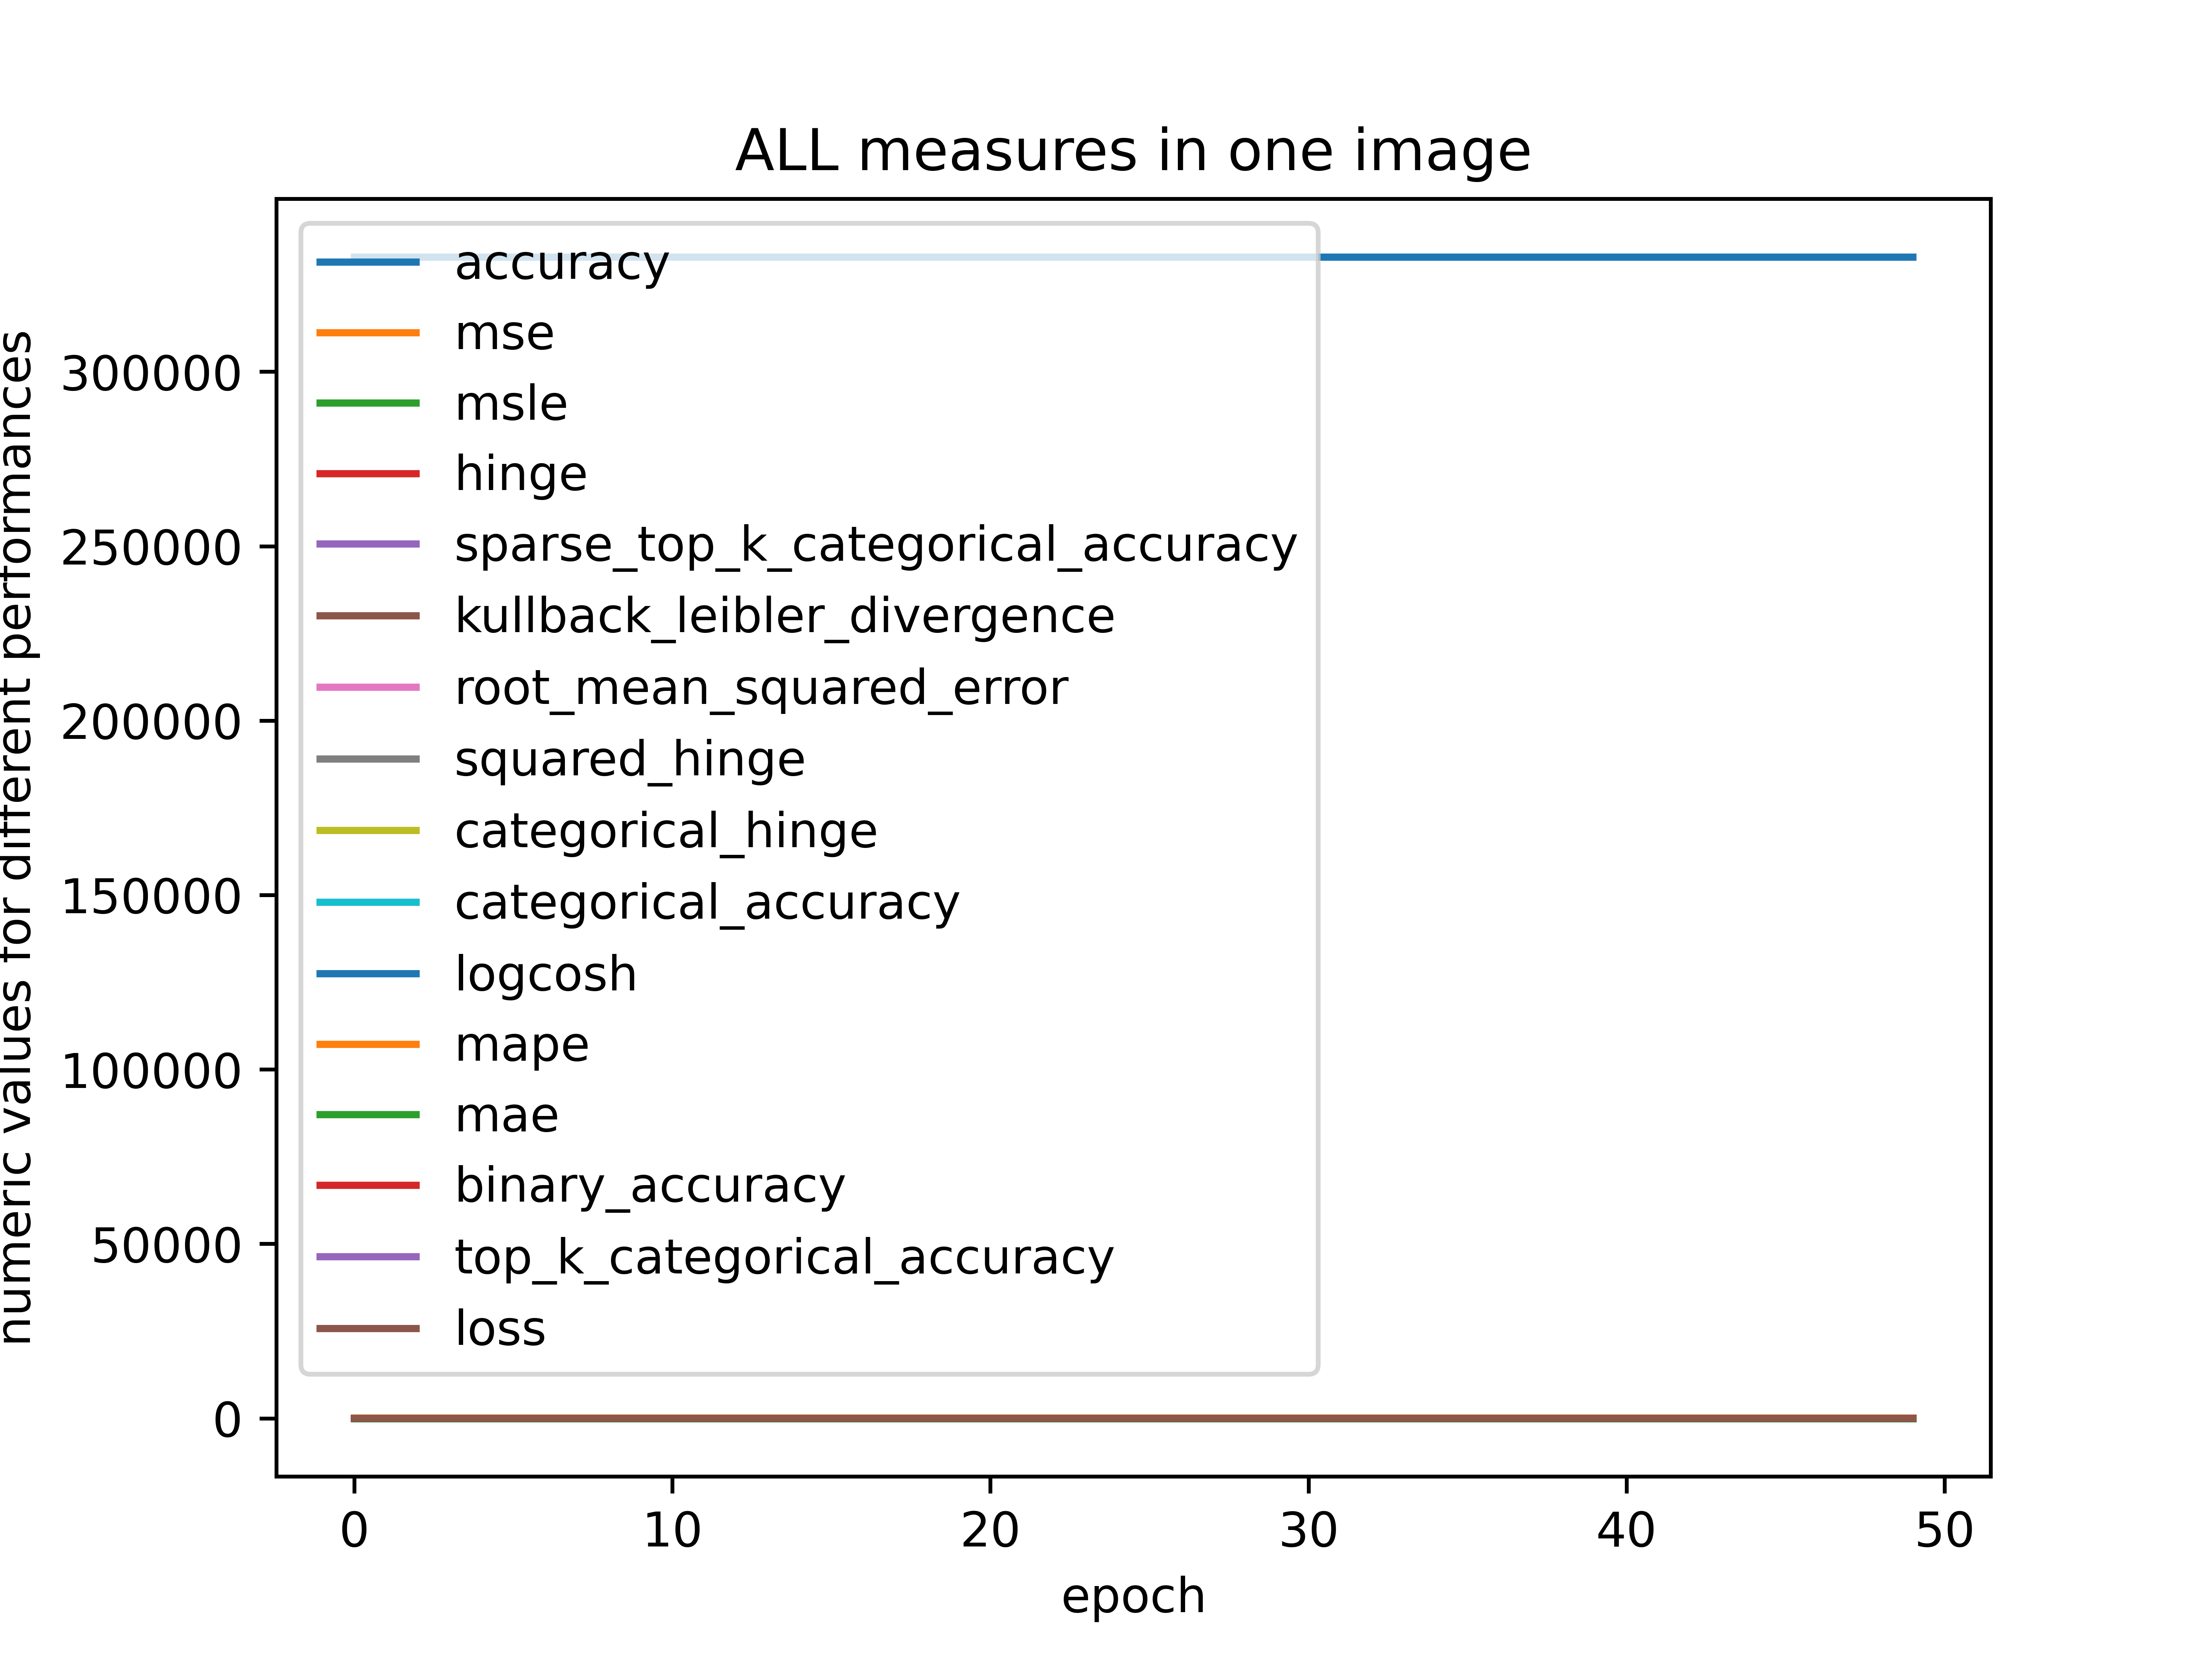 ALL measures in one image
numeric values for different performances
300000
250000
200000
150000
100000
50000
0
accuracy
mse
msle
hinge
sparse_top_k_categorical_accuracy
kullback_leibler_divergence
root_mean_squared_error
squared_hinge
categorical_hinge
categorical_accuracy
logcosh
mape
mae
binary_accuracy
top_k_categorical_accuracy
loss
0 10 20 30 40 50
epoch